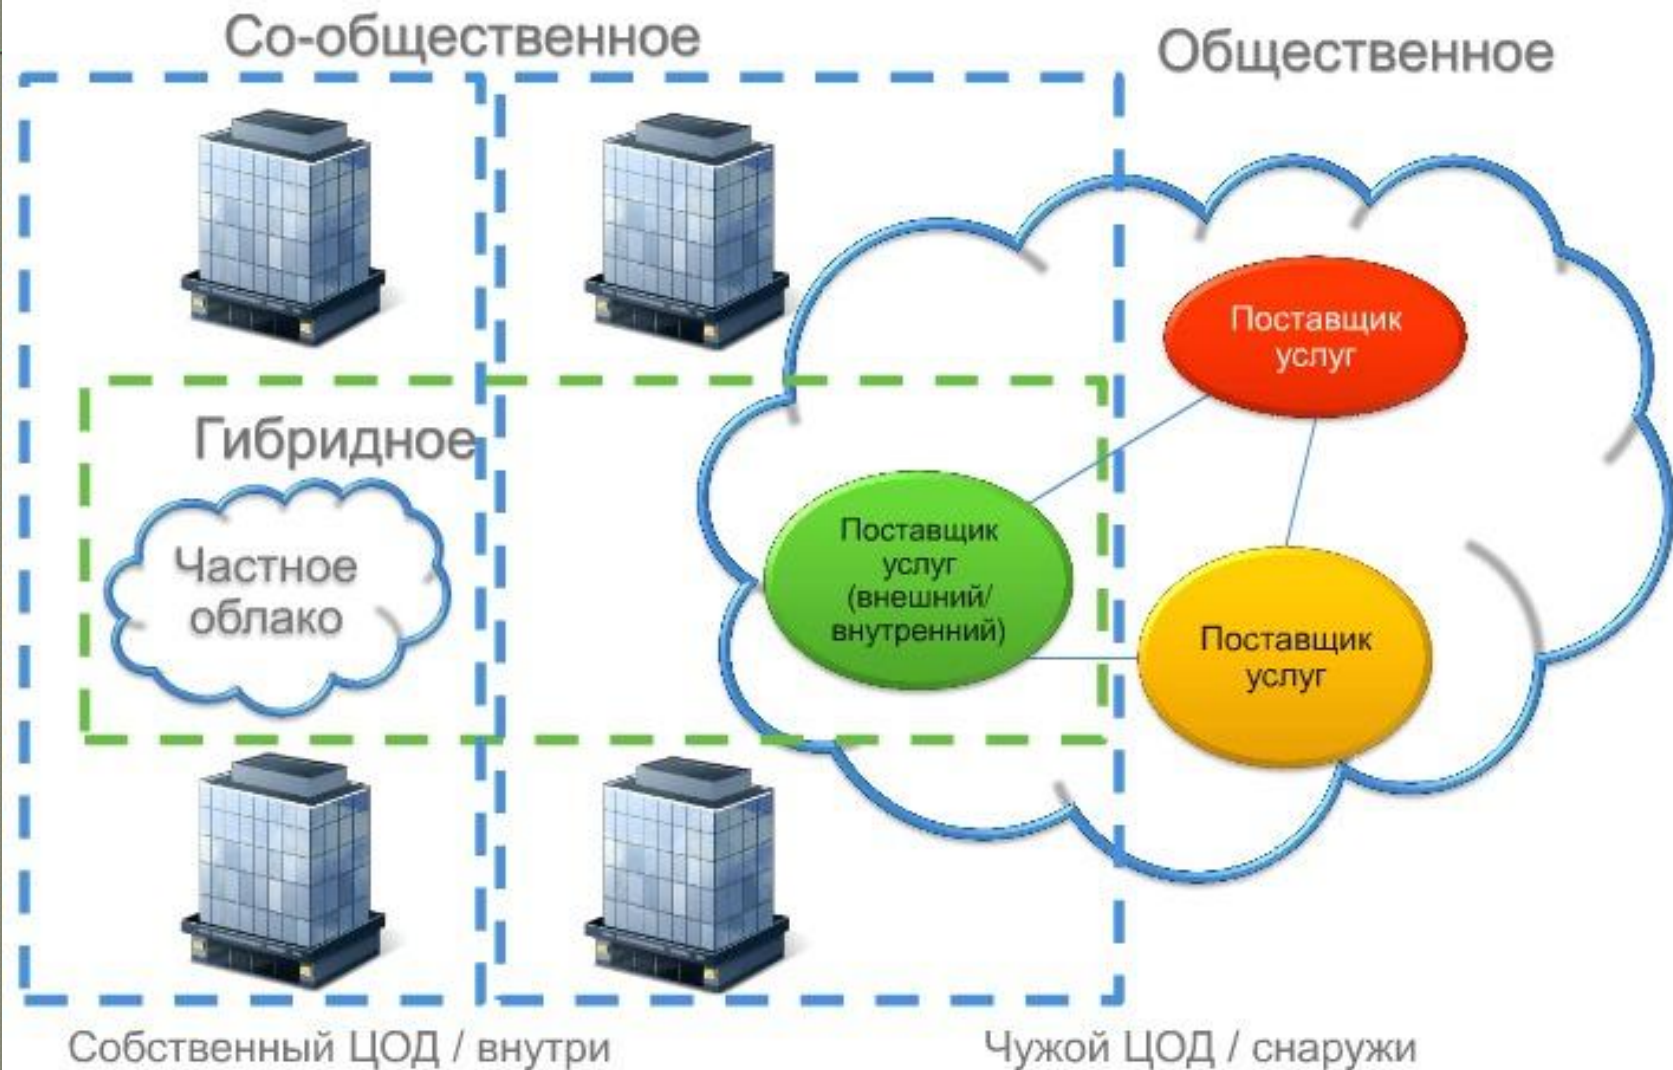 Со-общественное
Общественное
Поставщик
услуг
Гибридное
Частное
облако
Поставщик
услуг
(внешний/
внутренний)
Поставщик
услуг
Собственный ЦОД / внутри
Чужой ЦОД / снаружи